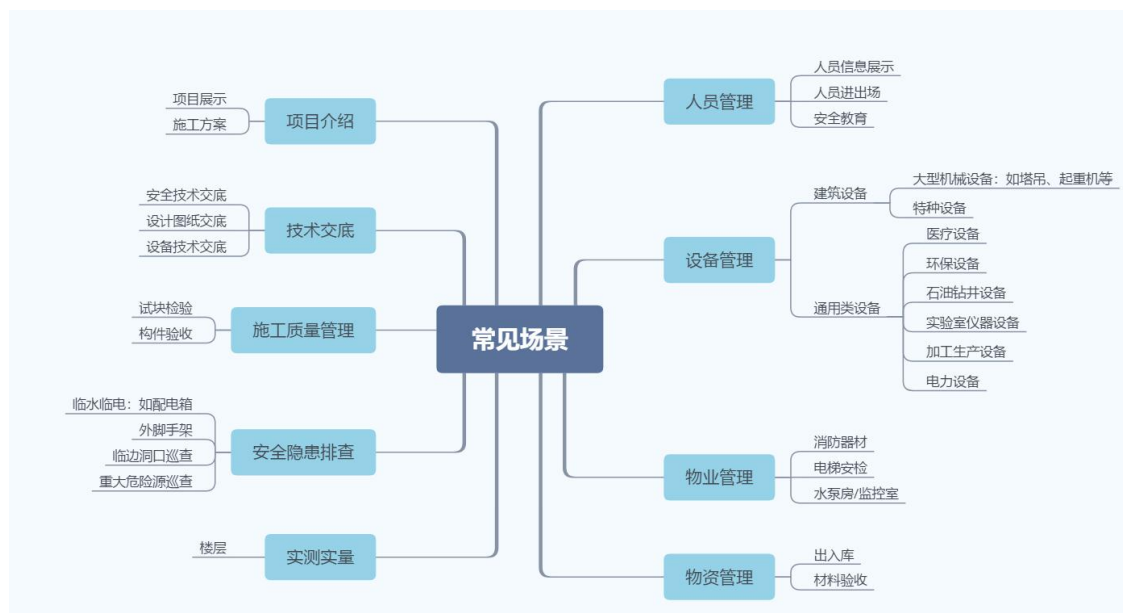 常见场景
项目介绍
项目展示
施工方案
技术交底
安全技术交底
设计图纸交底
设备技术交底
施工质量管理
试块检验
构件验收
安全隐患排查
临水临电：如配电箱
外脚手架
临边洞口巡查
重大危险源巡查
实测实量
楼层
人员管理
人员信息展示
人员进出场
安全教育
设备管理
建筑设备
大型机械设备：如塔吊、起重机等
特种设备
通用类设备
医疗设备
环保设备
石油钻井设备
实验室仪器设备
加工生产设备
电力设备
物业管理
消防器材
电梯安检
水泵房/监控室
物资管理
出入库
材料验收